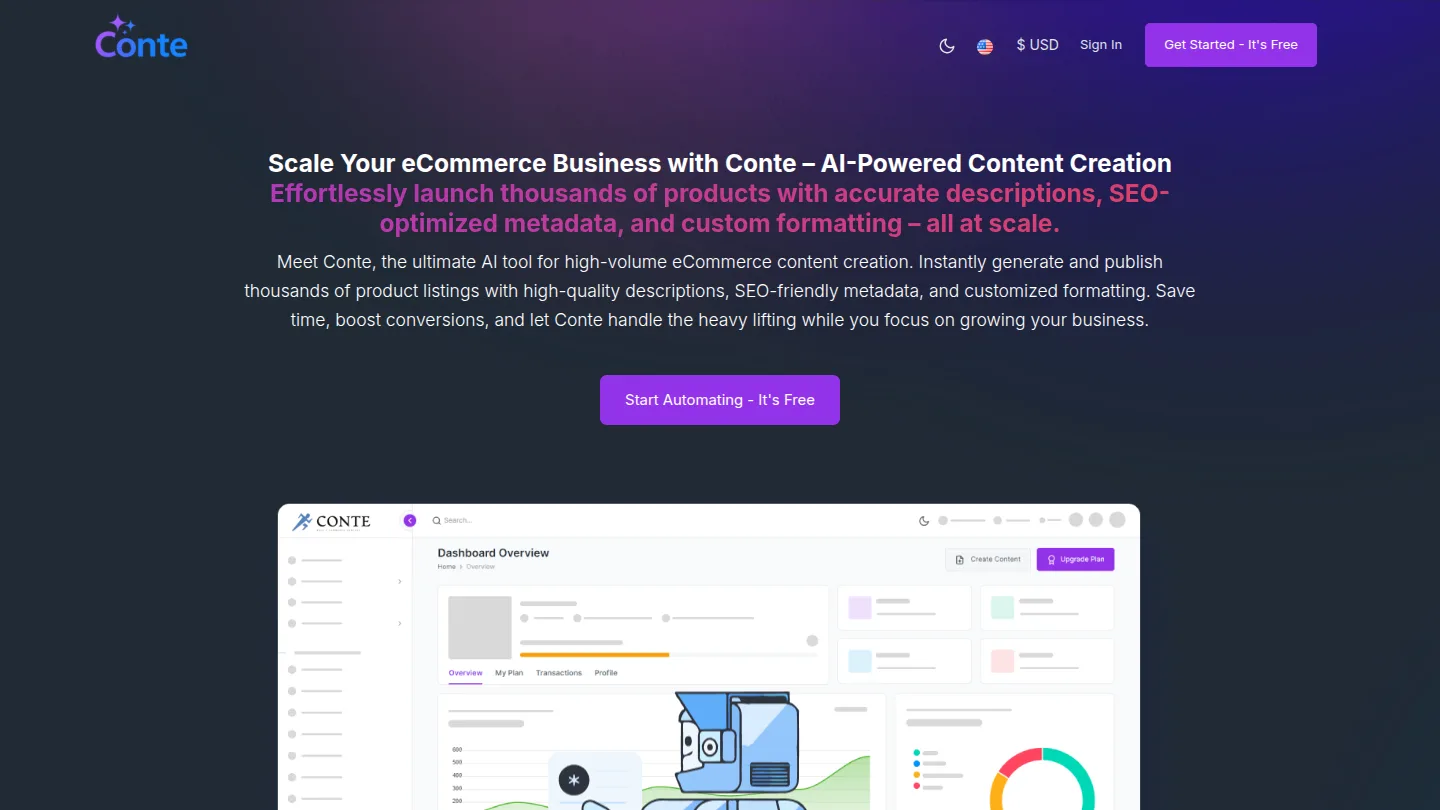 Conte
$ USD
Sign In
Get Started - It's Free
Scale Your eCommerce Business with Conte – AI-Powered Content Creation
Effortlessly launch thousands of products with accurate descriptions, SEO-
optimized metadata, and custom formatting – all at scale.
Meet Conte, the ultimate AI tool for high-volume eCommerce content creation. Instantly generate and publish
thousands of product listings with high-quality descriptions, SEO-friendly metadata, and customized formatting. Save
time, boost conversions, and let Conte handle the heavy lifting while you focus on growing your business.
Start Automating - It's Free
CONTE
Search...
Dashboard Overview
Home > Overview
Create Content
Upgrade Plan
Overview
My Plan
Transactions
Profile
600
500
400
300
200